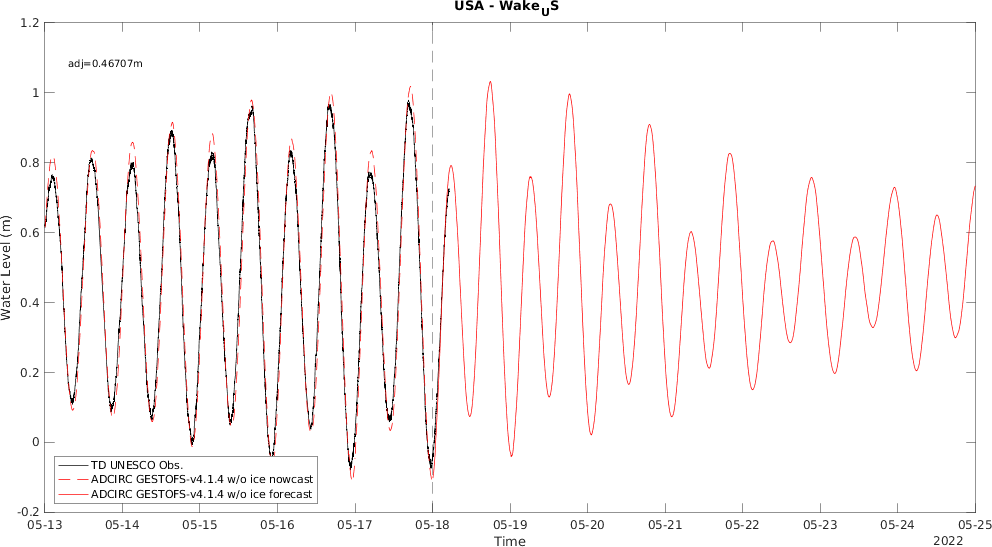 USA - Wake_US
adj=0.46707m
Water Level (m)
1.2
1
0.8
0.6
0.4
0.2
0
-0.2
TD UNESCO Obs.
ADCIRC GESTOFS-v4.1.4 w/o ice nowcast
ADCIRC GESTOFS-v4.1.4 w/o ice forecast
05-13 05-14 05-15 05-16 05-17 05-18 05-19 05-20 05-21 05-22 05-23 05-24 05-25
Time
2022